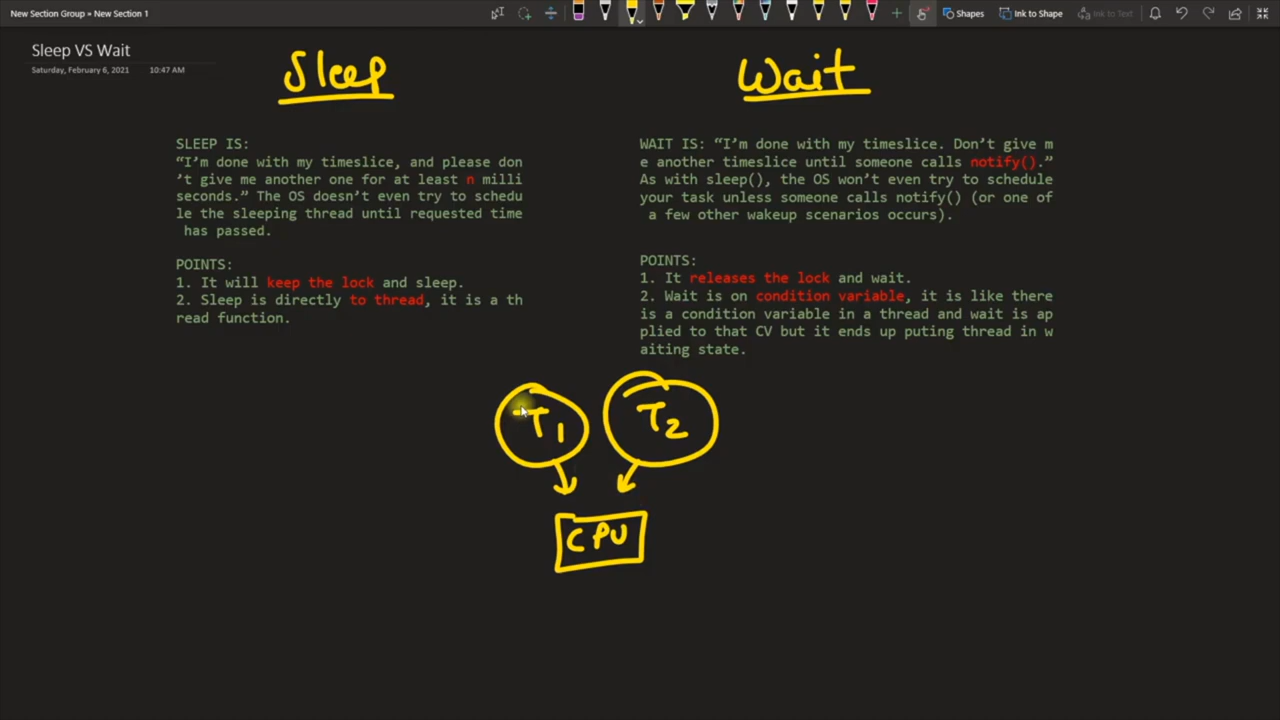 New Section Group » New Section 1
Shapes
Ink to Shape
Ink to Text
Sleep VS Wait
Saturday, February 6, 2021 10:47 AM
Sleep
Wait
SLEEP IS:
“I’m done with my timeslice, and please don
’t give me another one for at least n milli
seconds.” The OS doesn’t even try to schedu
le the sleeping thread until requested time
has passed.
POINTS:
1. It will keep the lock and sleep.
2. Sleep is directly to thread, it is a th
read function.
WAIT IS: “I’m done with my timeslice. Don’t give m
e another timeslice until someone calls notify().”
As with sleep(), the OS won’t even try to schedule
your task unless someone calls notify() (or one of
a few other wakeup scenarios occurs).
POINTS:
1. It releases the lock and wait.
2. Wait is on condition variable, it is like there
is a condition variable in a thread and wait is ap
plied to that CV but it ends up puting thread in w
aiting state.
T1 T2
CPU